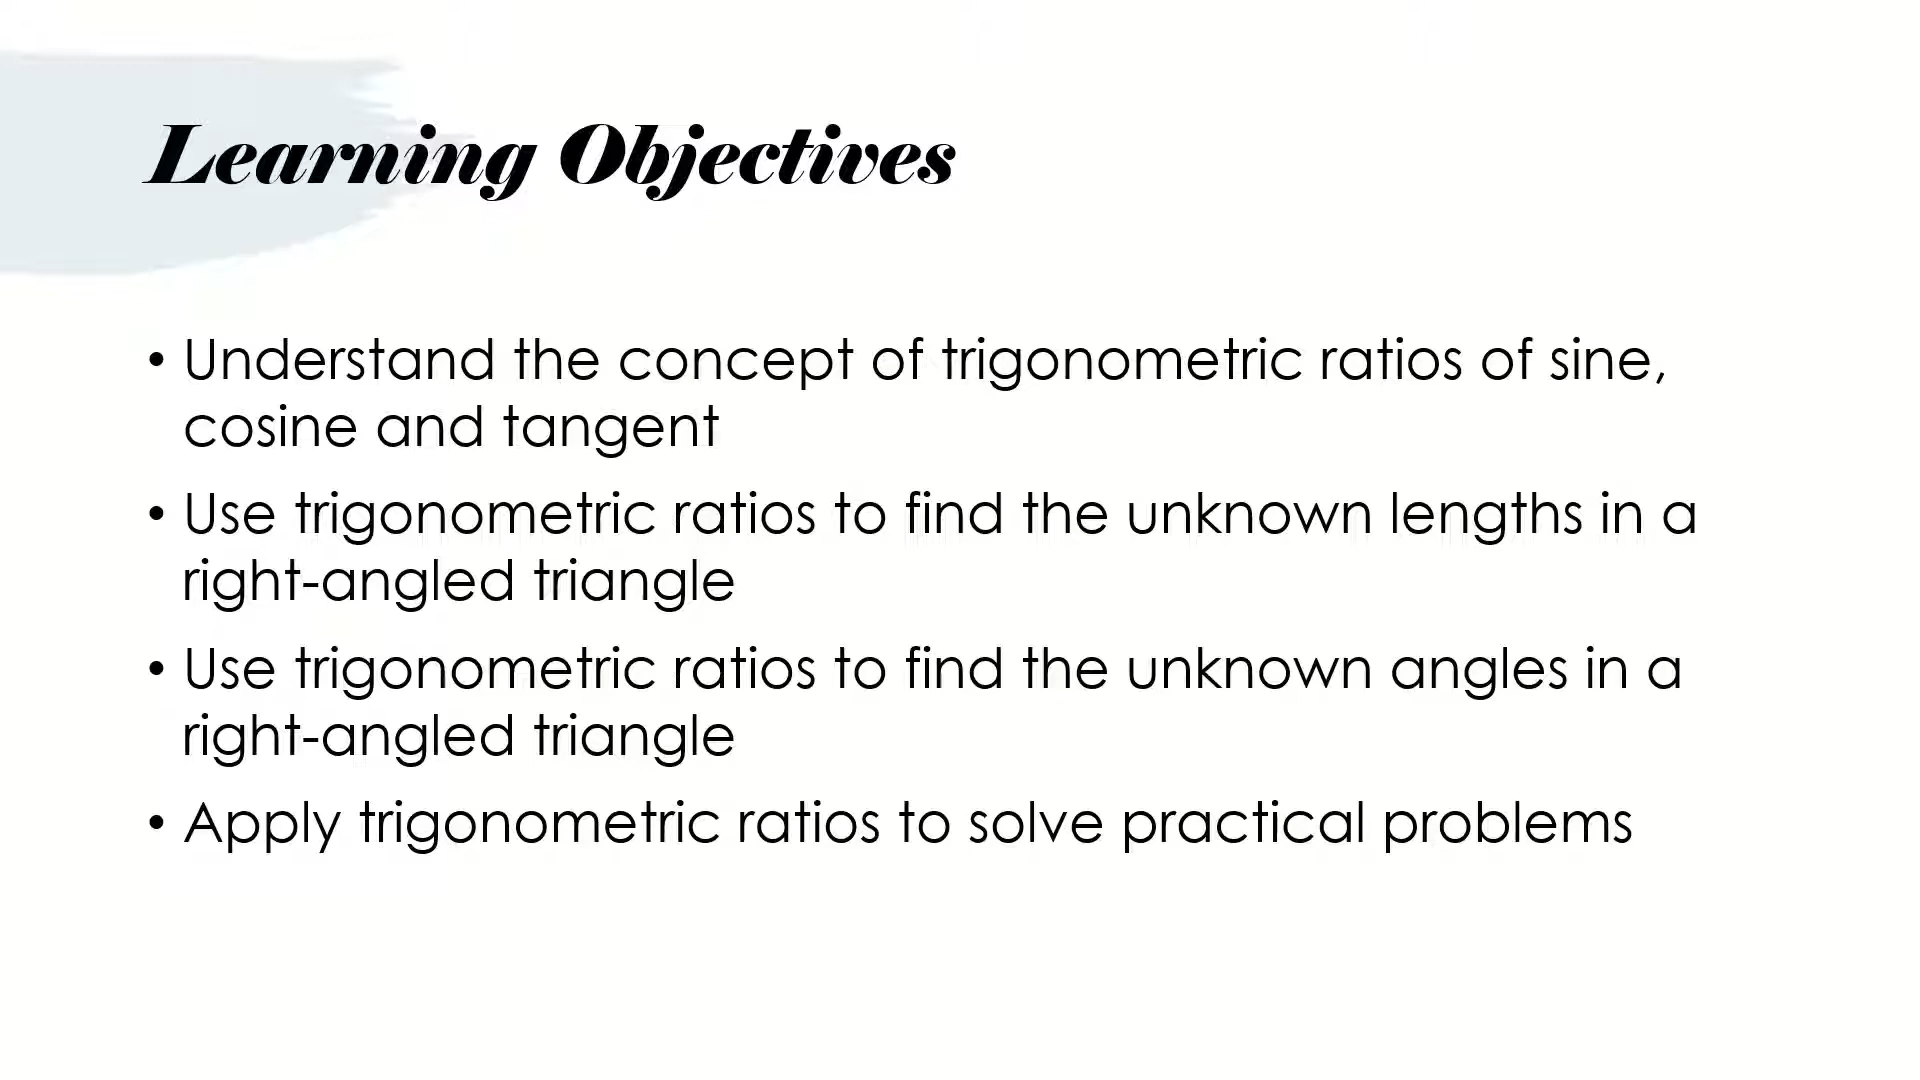 Learning Objectives
• Understand the concept of trigonometric ratios of sine,
cosine and tangent
• Use trigonometric ratios to find the unknown lengths in a
right-angled triangle
• Use trigonometric ratios to find the unknown angles in a
right-angled triangle
• Apply trigonometric ratios to solve practical problems